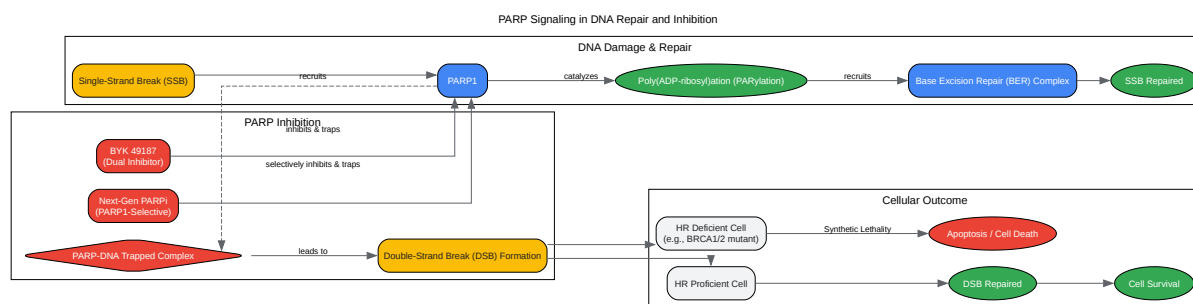 PARP Signaling in DNA Repair and Inhibition
DNA Damage & Repair
Single-Strand Break (SSB)
recruits
PARP1
catalyzes
Poly(ADP-ribosyl)ation (PARylation)
recruits
Base Excision Repair (BER) Complex
SSB Repaired
PARP Inhibition
inhibits & traps
BYK 49187
(Dual Inhibitor)
selectively inhibits & traps
Next-Gen PARPi
(PARP1-Selective)
PARP-DNA Trapped Complex
leads to
Double-Strand Break (DSB) Formation
Cellular Outcome
HR Deficient Cell
(e.g., BRCA1/2 mutant)
Synthetic Lethality
Apoptosis / Cell Death
HR Proficient Cell
DSB Repaired
Cell Survival